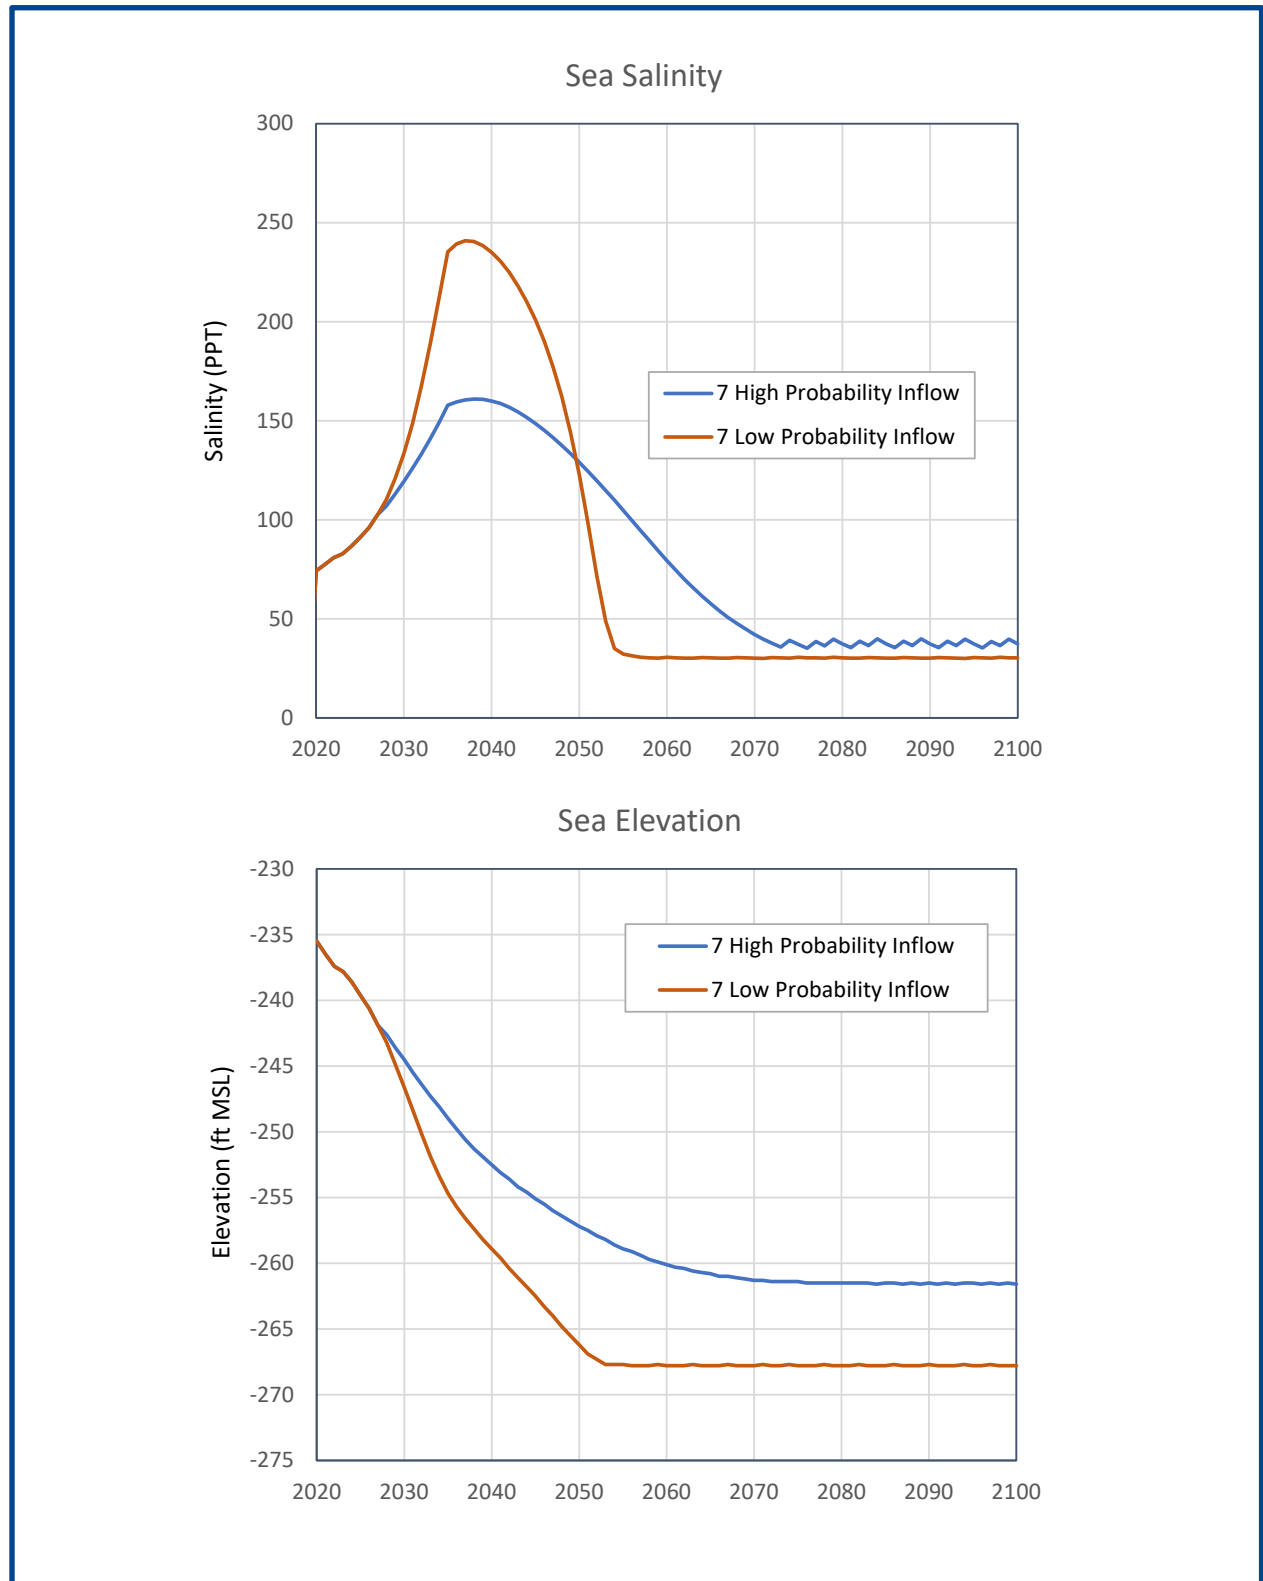 Sea Salinity
300
250
200
150
100
50
0
Salinity (PPT)
7 High Probability Inflow
7 Low Probability Inflow
2020 2030 2040 2050 2060 2070 2080 2090 2100
Sea Elevation
-230
-235
-240
-245
-250
-255
-260
-265
-270
-275
Elevation (ft MSL)
7 High Probability Inflow
7 Low Probability Inflow
2020 2030 2040 2050 2060 2070 2080 2090 2100